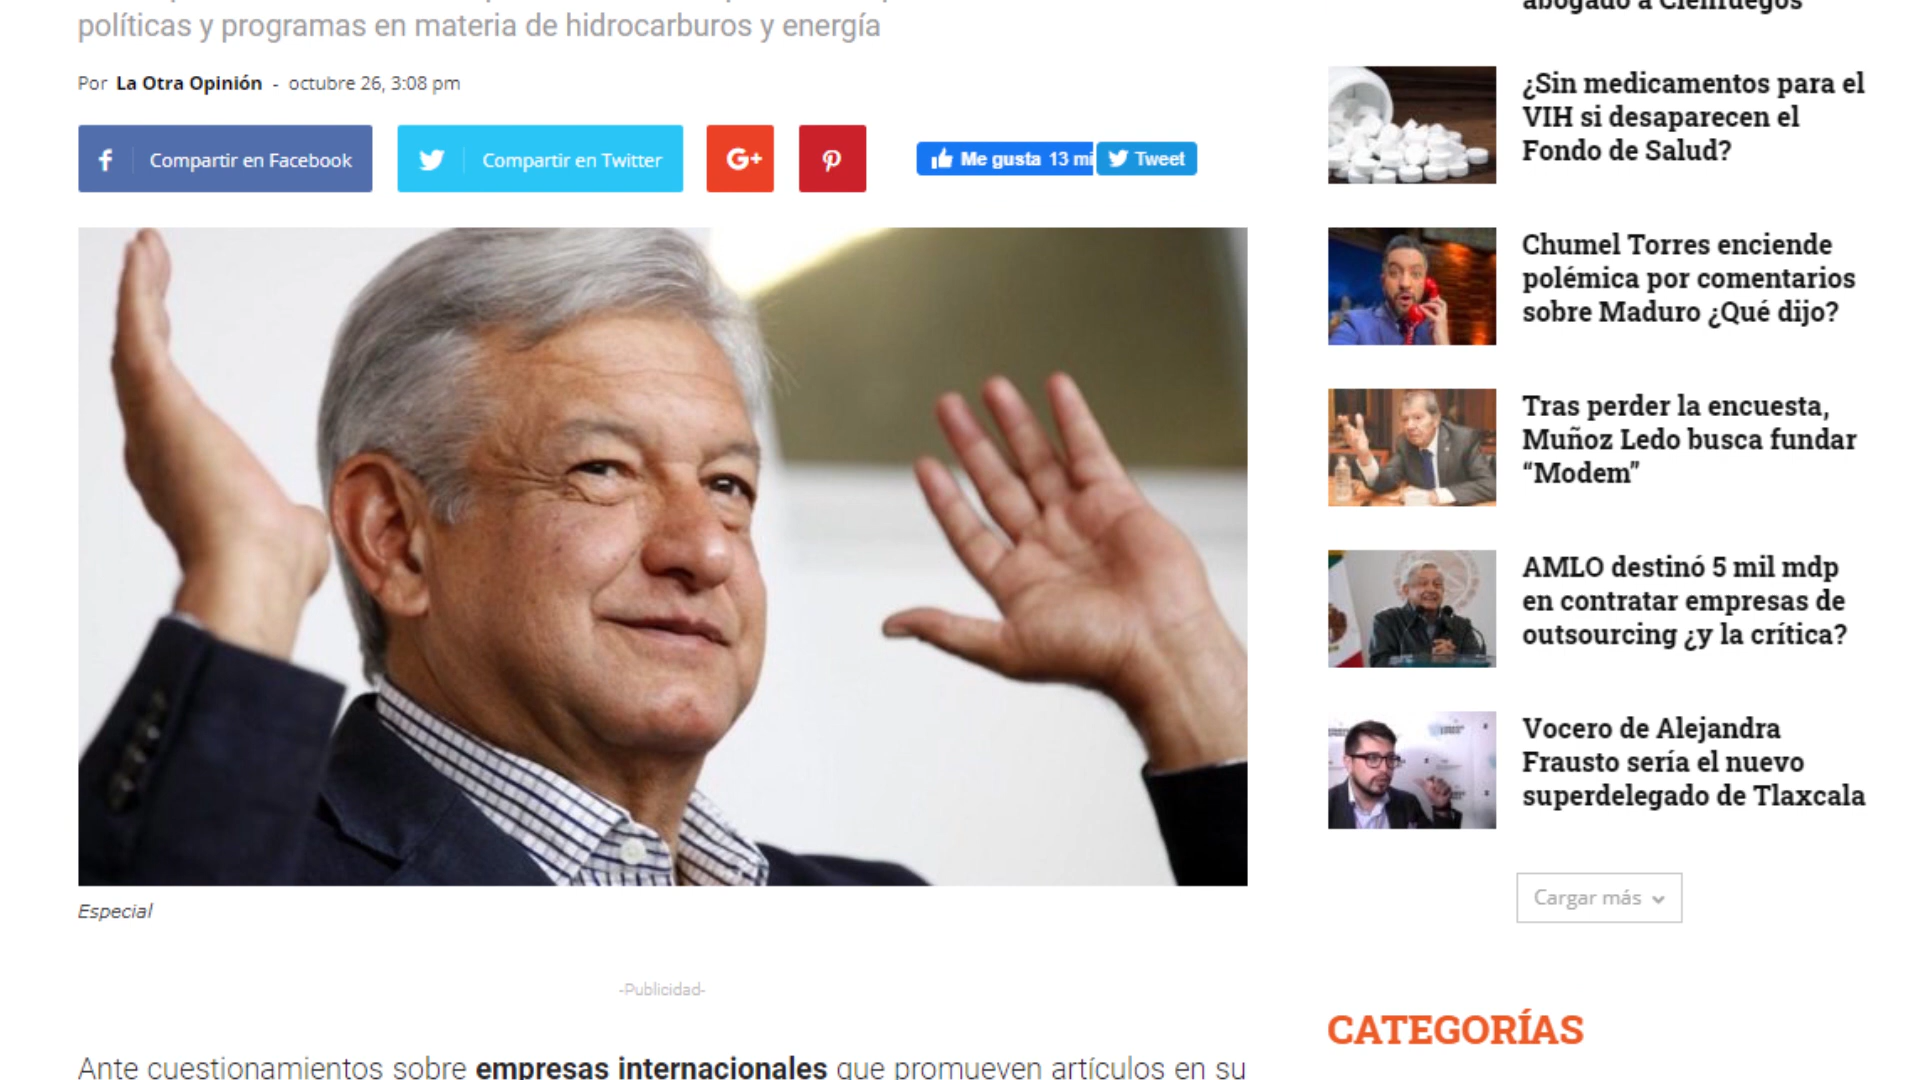 políticas y programas en materia de hidrocarburos y energía
Por La Otra Opinión - octubre 26, 3:08 pm
f Compartir en Facebook
Compartir en Twitter
G+
Me gusta 13 mi
Tweet
Especial
-Publicidad-
Ante cuestionamientos sobre empresas internacionales que promueven artículos en su
abogado a Cienfuegos
¿Sin medicamentos para el
VIH si desaparecen el
Fondo de Salud?
Chumel Torres enciende
polémica por comentarios
sobre Maduro ¿Qué dijo?
Tras perder la encuesta,
Muñoz Ledo busca fundar
“Modem”
AMLO destinó 5 mil mdp
en contratar empresas de
outsourcing ¿y la crítica?
Vocero de Alejandra
Frausto sería el nuevo
superdelegado de Tlaxcala
Cargar más
CATEGORÍAS